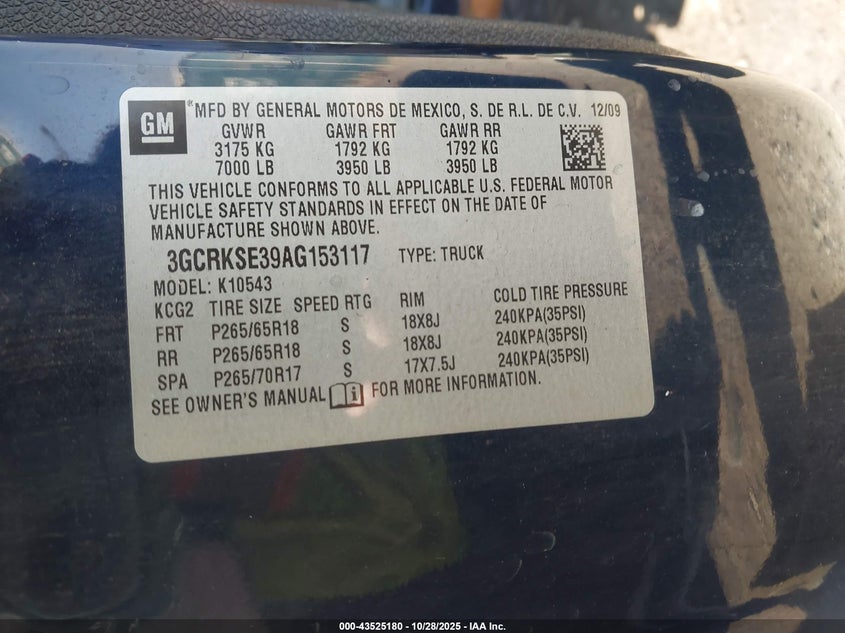 GM ® MFD BY GENERAL MOTORS DE MEXICO, S. DE R.L. DE C.V. 12/09
GVWR GAWR FRT GAWR RR
3175 KG 1792 KG 1792 KG
7000 LB 3950 LB 3950 LB
THIS VEHICLE CONFORMS TO ALL APPLICABLE U.S. FEDERAL MOTOR
VEHICLE SAFETY STANDARDS IN EFFECT ON THE DATE OF
MANUFACTURE SHOWN ABOVE.
3GCRKSE39AG153117 TYPE: TRUCK
MODEL: K10543
KCG2 TIRE SIZE SPEED RTG RIM COLD TIRE PRESSURE
FRT P265/65R18 S 18X8J 240KPA(35PSI)
RR P265/65R18 S 18X8J 240KPA(35PSI)
SPA P265/70R17 S 17X7.5J 240KPA(35PSI)
SEE OWNER'S MANUAL i FOR MORE INFORMATION.
000-43525180 - 10/28/2025 - IAA Inc.